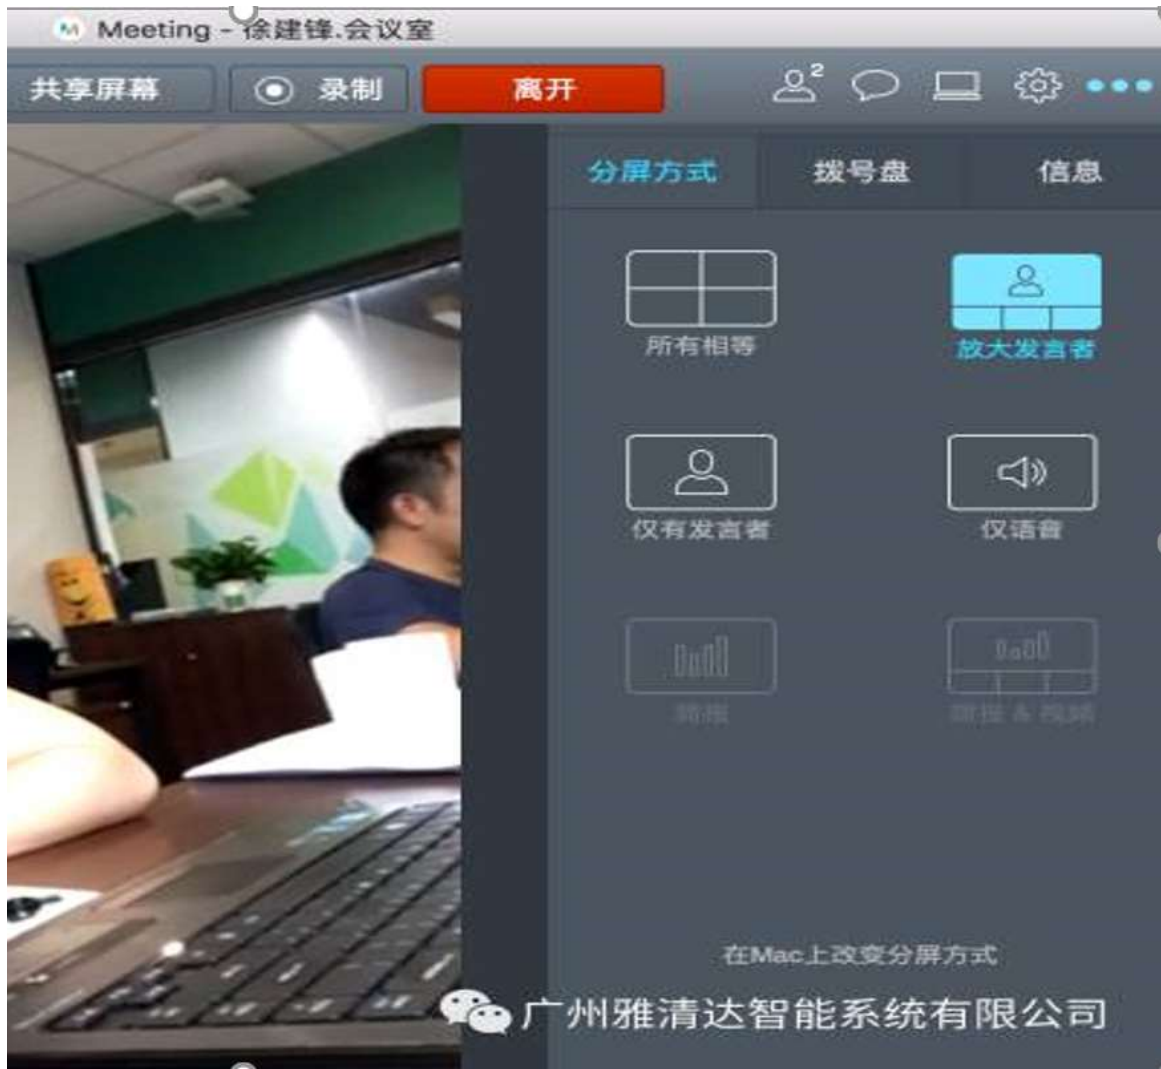 Meeting - 徐建锋.会议室
共享屏幕 录制 离开 2
分屏方式 拨号盘 信息
所有相等 放大发言者
仅有发言者 仅语音
在Mac上改变分屏方式
广州雅清达智能系统有限公司